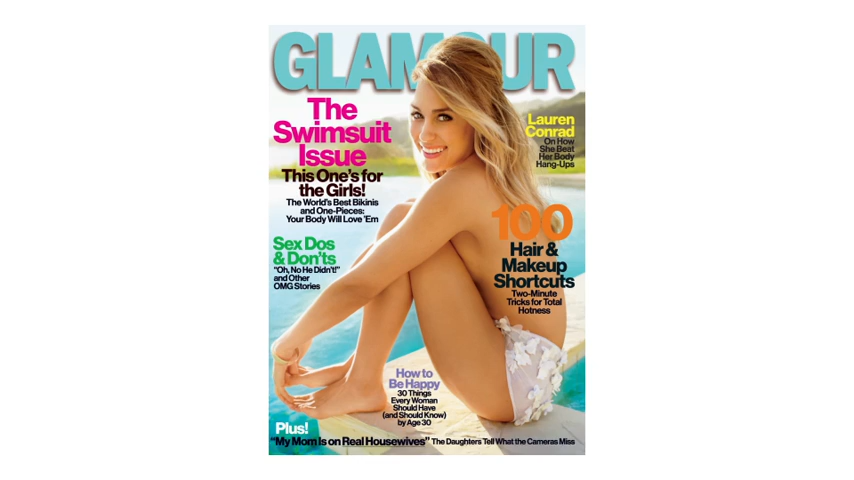 GLAMOUR
The
Swimsuit
Issue
This One's for
the Girls!
The World's Best Bikinis
and One-Pieces:
Your Body Will Love 'Em
Lauren
Conrad
On How
She Beat
Her Body
Hang-Ups
100
Hair &
Makeup
Shortcuts
Two-Minute
Tricks for Total
Hotness
Sex Dos
& Don'ts
"Oh, No He Didn't!"
and Other
OMG Stories
How to
Be Happy
30 Things
Every Woman
Should Have
(and Should Know)
by Age 30
Plus!
"My Mom Is on Real Housewives" The Daughters Tell What the Cameras Miss